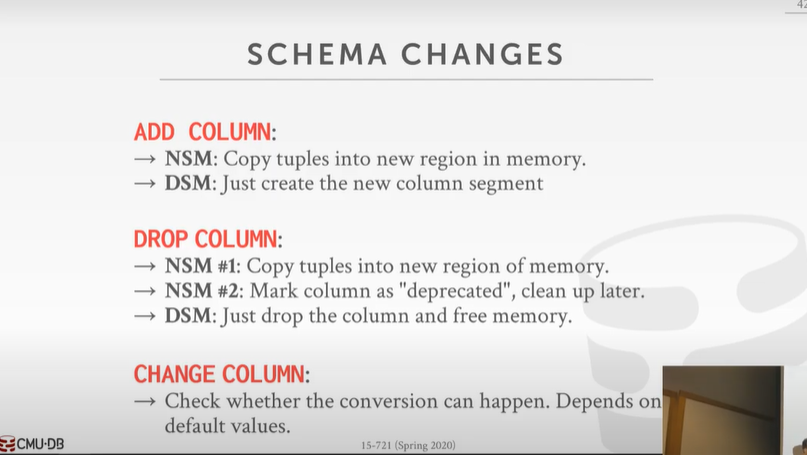 42
SCHEMA CHANGES
ADD COLUMN:
→ NSM: Copy tuples into new region in memory.
→ DSM: Just create the new column segment
DROP COLUMN:
→ NSM #1: Copy tuples into new region of memory.
→ NSM #2: Mark column as "deprecated", clean up later.
→ DSM: Just drop the column and free memory.
CHANGE COLUMN:
→ Check whether the conversion can happen. Depends on
default values.
CMU·DB
15-721 (Spring 2020)